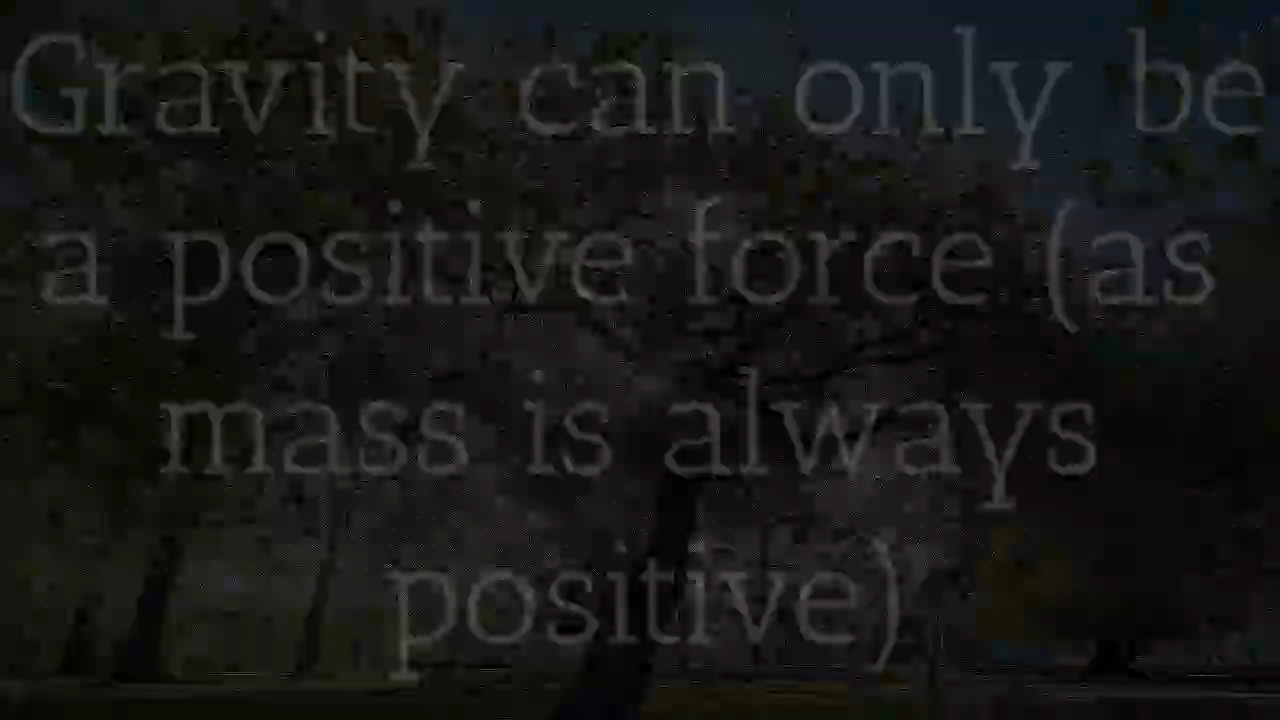 Gravity can only be
a positive force (as
mass is always
positive)